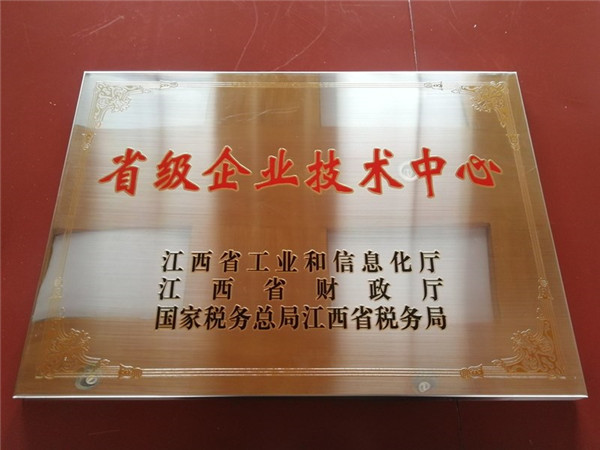 省级企业技术中心
江西省工业和信息化厅
江西省财政厅
国家税务总局江西省税务局